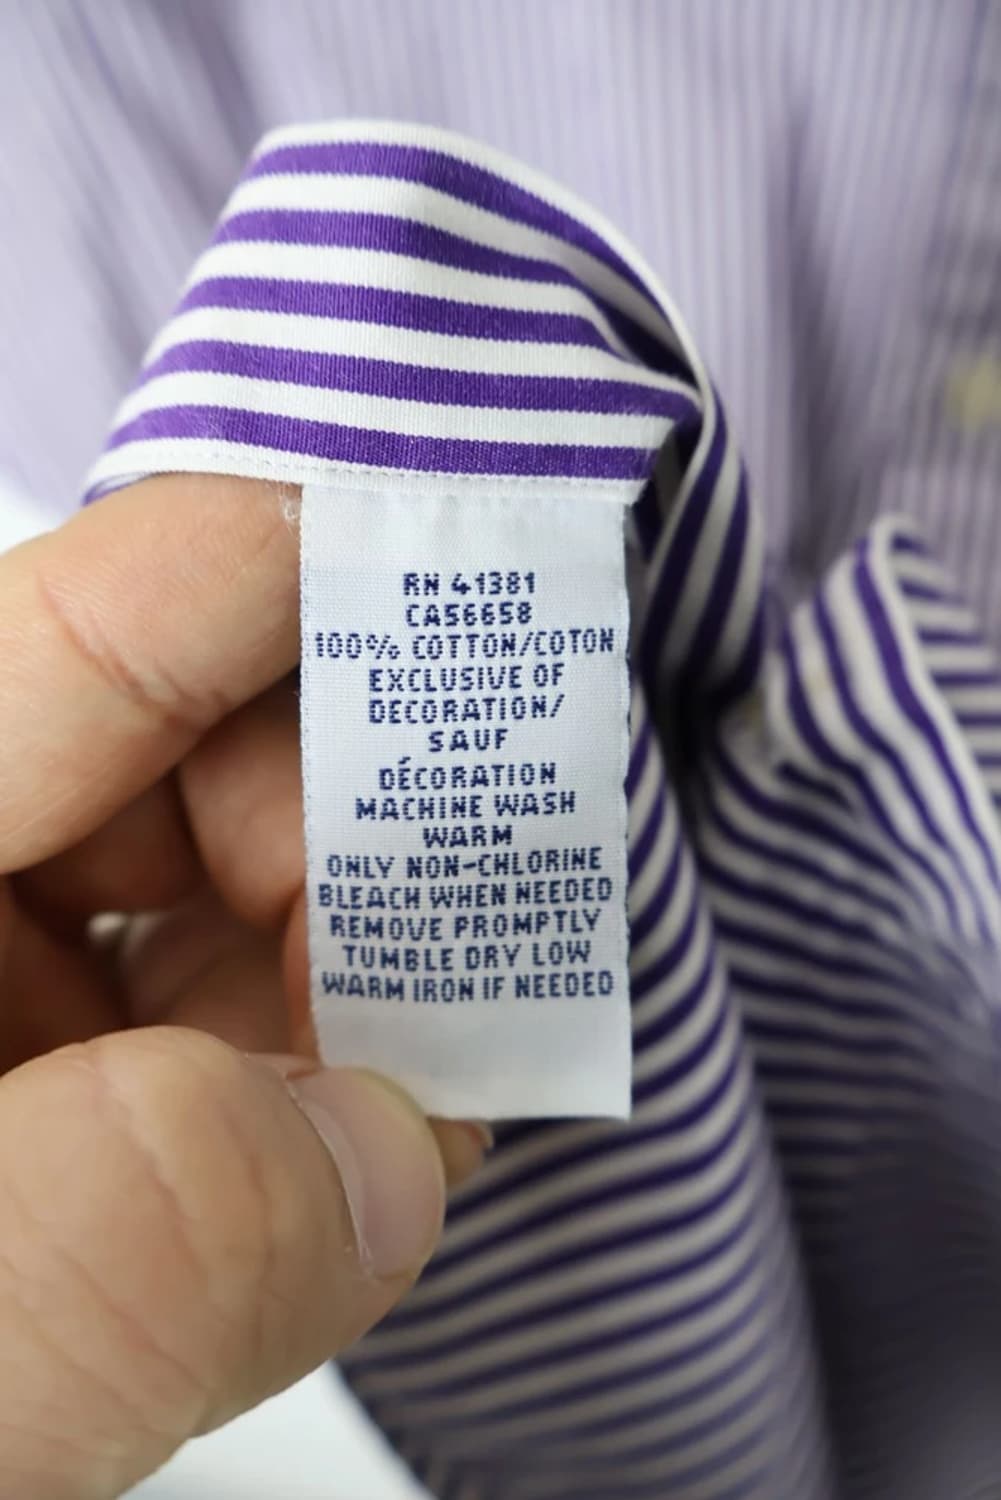 RN 41381
CA56658
100% COTTON/COTON
EXCLUSIVE OF
DECORATION/
SAUF
DÉCORATION
MACHINE WASH
WARM
ONLY NON-CHLORINE
BLEACH WHEN NEEDED
REMOVE PROMPTLY
TUMBLE DRY LOW
WARM IRON IF NEEDED